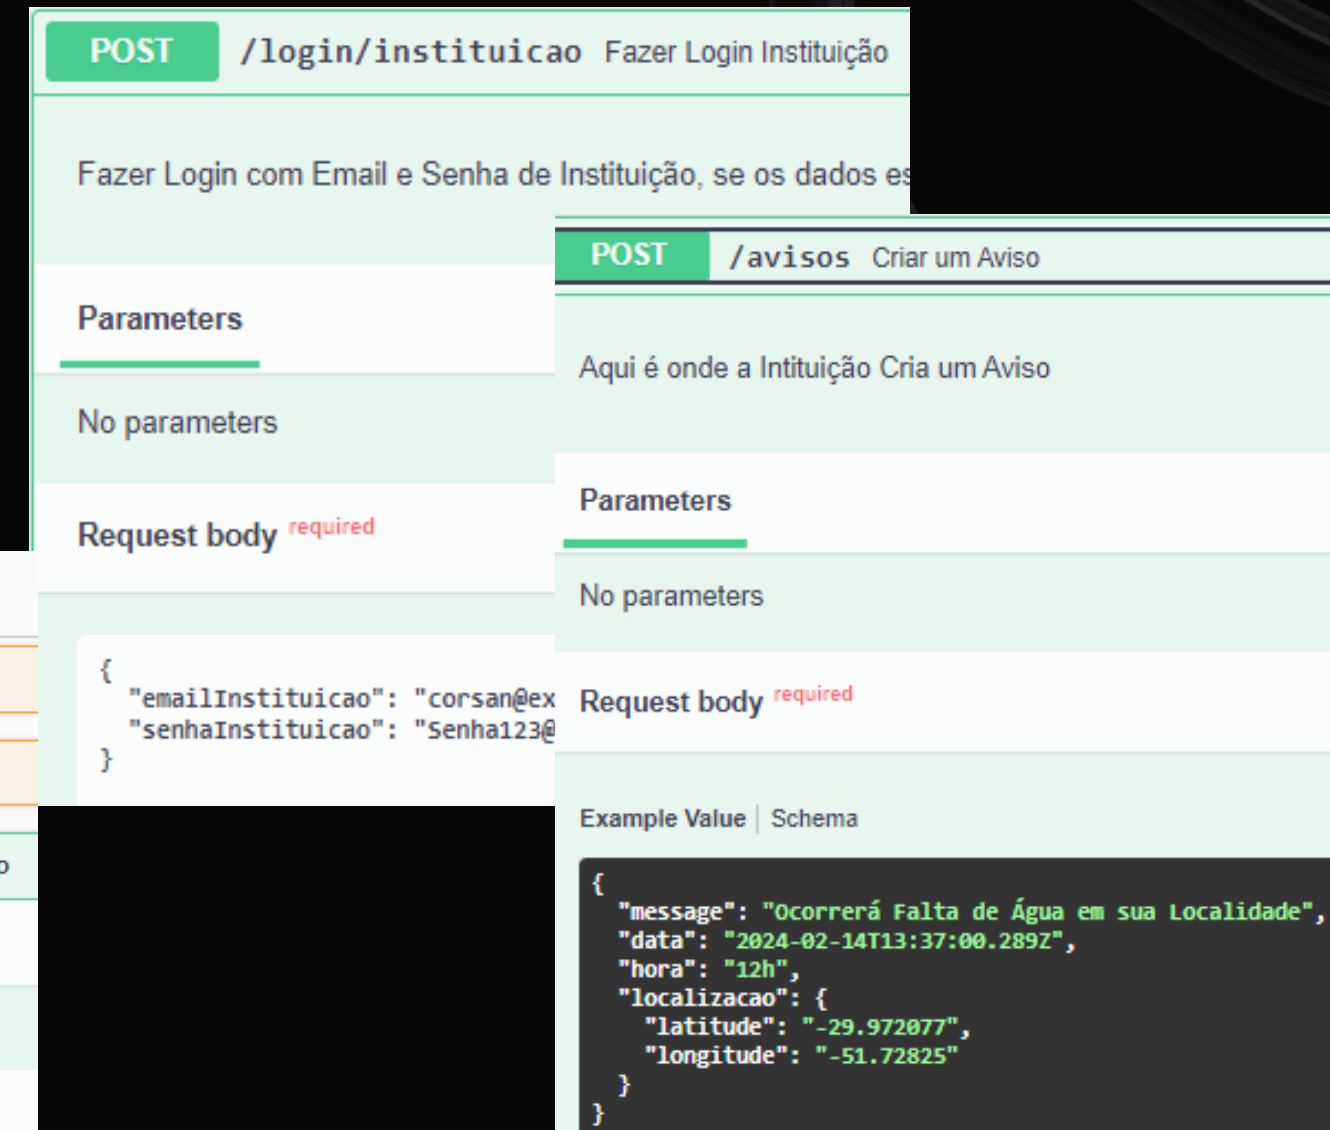 POST /login/instituicao Fazer Login Instituição
Fazer Login com Email e Senha de Instituição, se os dados es
Parameters
No parameters
Request body required
{
"emailInstituicao": "corsan@ex
"senhaInstituicao": "Senha123@
}
o
POST /avisos Criar um Aviso
Aqui é onde a Intituição Cria um Aviso
Parameters
No parameters
Request body required
Example Value | Schema
{
"message": "Ocorrerá Falta de Água em sua Localidade",
"data": "2024-02-14T13:37:00.289Z",
"hora": "12h",
"localizacao": {
"latitude": "-29.972077",
"longitude": "-51.72825"
}
}